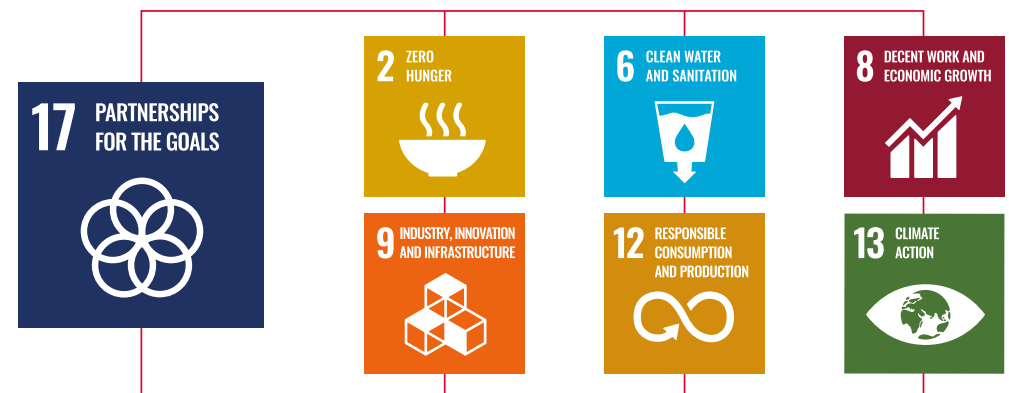 17 PARTNERSHIPS
FOR THE GOALS
2 ZERO
HUNGER
6 CLEAN WATER
AND SANITATION
8 DECENT WORK AND
ECONOMIC GROWTH
9 INDUSTRY, INNOVATION
AND INFRASTRUCTURE
12 RESPONSIBLE
CONSUMPTION
AND PRODUCTION
13 CLIMATE
ACTION